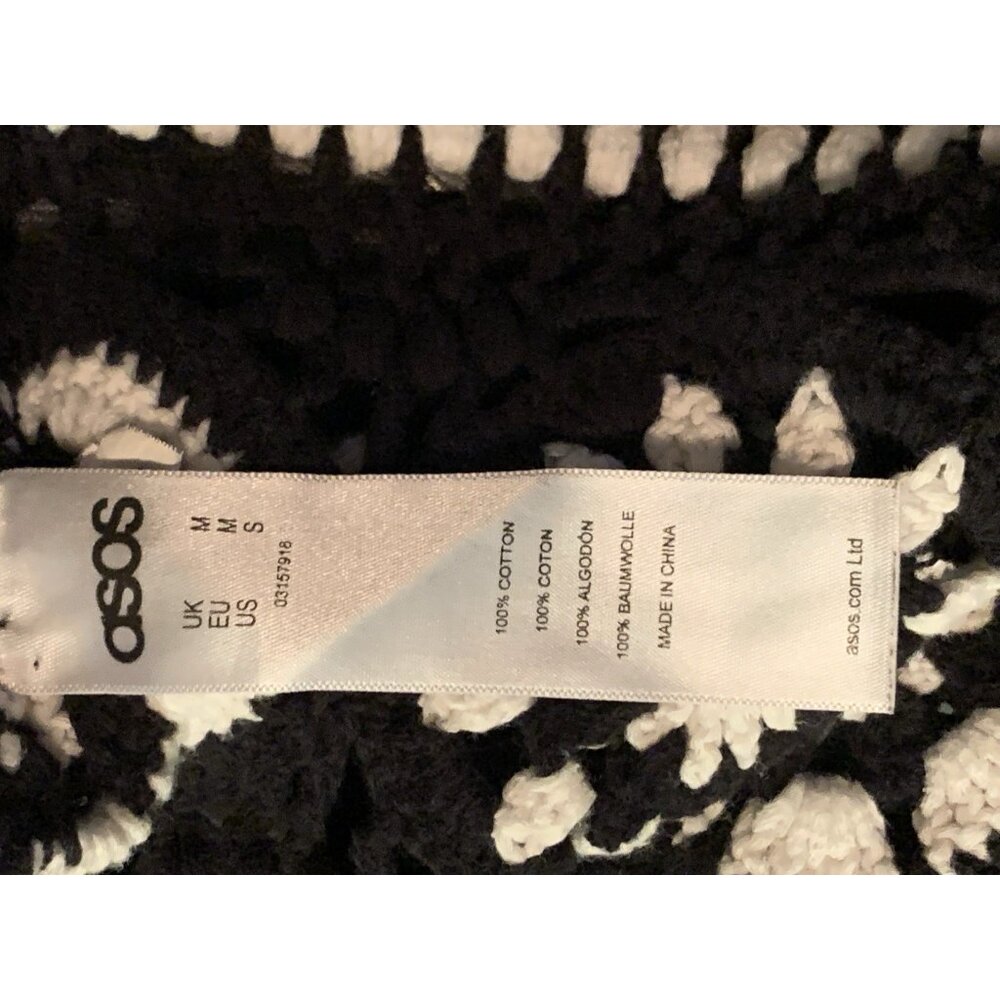 asos
UK M
EU M
US S
03157918
100% COTTON
100% COTON
100% ALGODÓN
100% BAUMWOLLE
MADE IN CHINA
asos.com Ltd